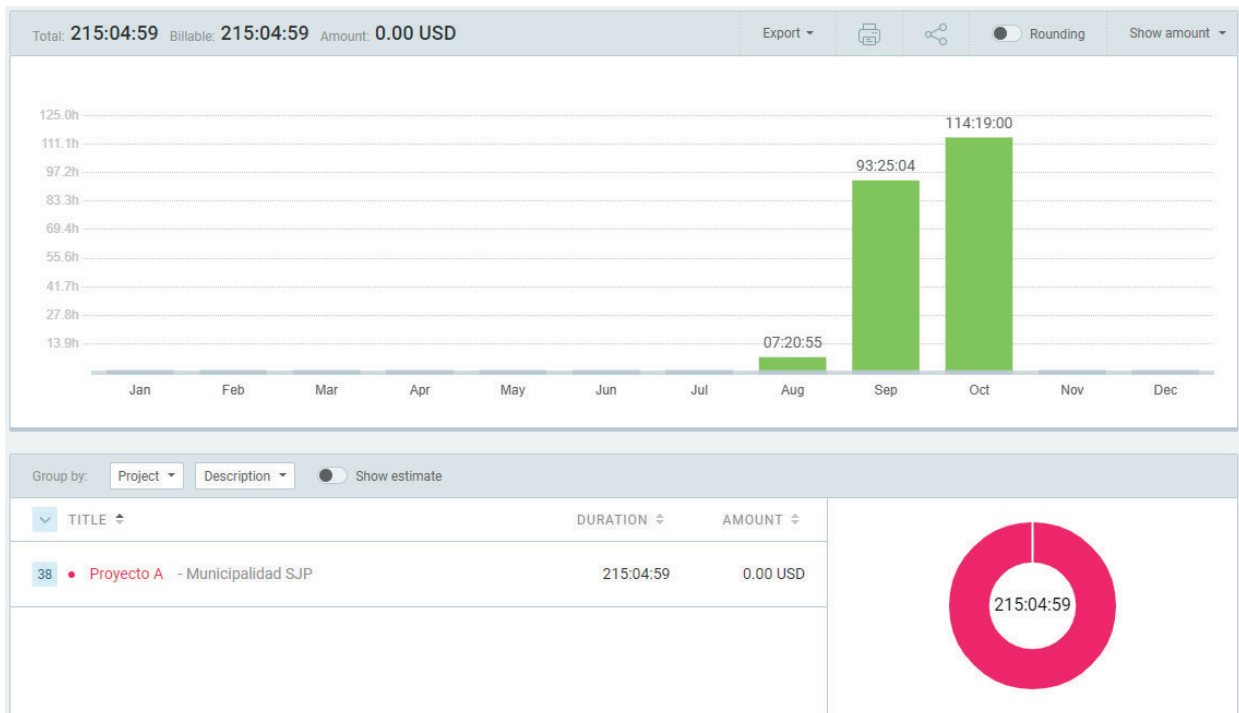 Total: 215:04:59 Billable: 215:04:59 Amount: 0.00 USD Export Rounding Show amount
125.0h
114:19:00
111.1h
93:25:04
97.2h
83.3h
69.4h
55.6h
41.7h
27.8h
13.9h
07:20:55
Jan Feb Mar Apr May Jun Jul Aug Sep Oct Nov Dec
Group by: Project Description Show estimate
TITLE DURATION AMOUNT
38 • Proyecto A - Municipalidad SJP 215:04:59 0.00 USD
215:04:59